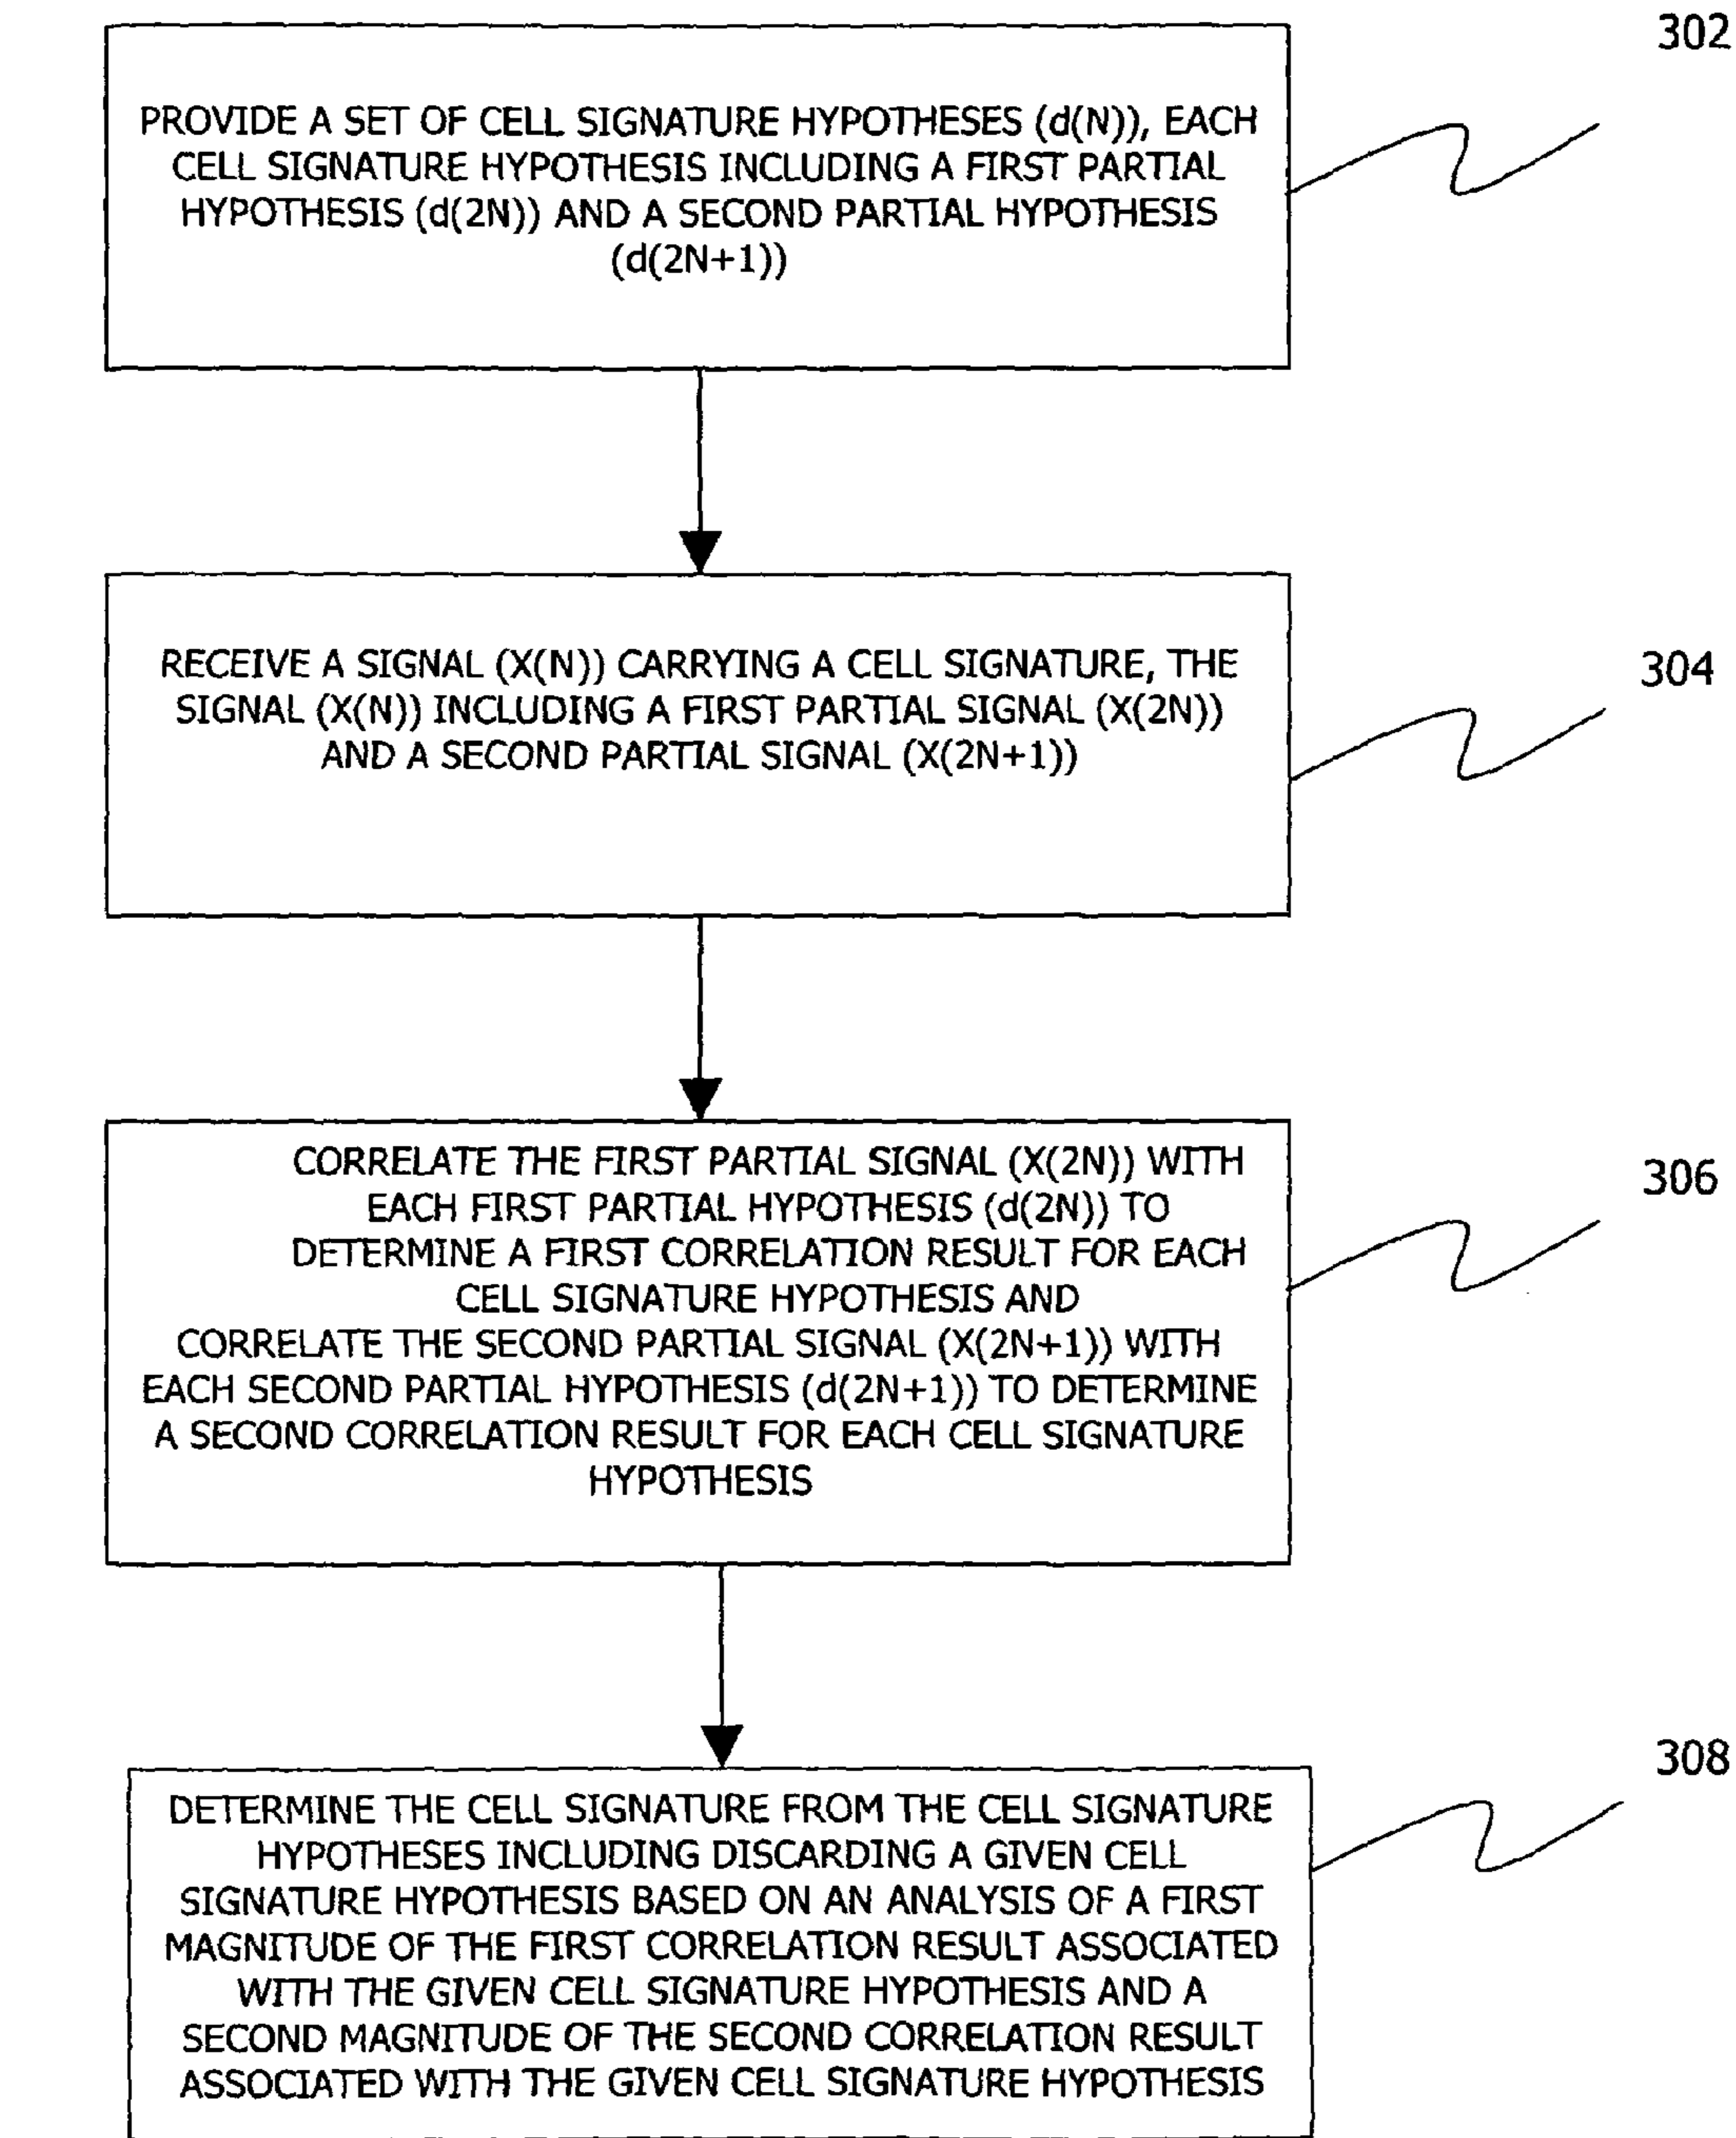 302
PROVIDE A SET OF CELL SIGNATURE HYPOTHESES (d(N)), EACH
CELL SIGNATURE HYPOTHESIS INCLUDING A FIRST PARTIAL
HYPOTHESIS (d(2N)) AND A SECOND PARTIAL HYPOTHESIS
(d(2N+1))
304
RECEIVE A SIGNAL (X(N)) CARRYING A CELL SIGNATURE, THE
SIGNAL (X(N)) INCLUDING A FIRST PARTIAL SIGNAL (X(2N))
AND A SECOND PARTIAL SIGNAL (X(2N+1))
306
CORRELATE THE FIRST PARTIAL SIGNAL (X(2N)) WITH
EACH FIRST PARTIAL HYPOTHESIS (d(2N)) TO
DETERMINE A FIRST CORRELATION RESULT FOR EACH
CELL SIGNATURE HYPOTHESIS AND
CORRELATE THE SECOND PARTIAL SIGNAL (X(2N+1)) WITH
EACH SECOND PARTIAL HYPOTHESIS (d(2N+1)) TO DETERMINE
A SECOND CORRELATION RESULT FOR EACH CELL SIGNATURE
HYPOTHESIS
308
DETERMINE THE CELL SIGNATURE FROM THE CELL SIGNATURE
HYPOTHESES INCLUDING DISCARDING A GIVEN CELL
SIGNATURE HYPOTHESIS BASED ON AN ANALYSIS OF A FIRST
MAGNITUDE OF THE FIRST CORRELATION RESULT ASSOCIATED
WITH THE GIVEN CELL SIGNATURE HYPOTHESIS AND A
SECOND MAGNITUDE OF THE SECOND CORRELATION RESULT
ASSOCIATED WITH THE GIVEN CELL SIGNATURE HYPOTHESIS